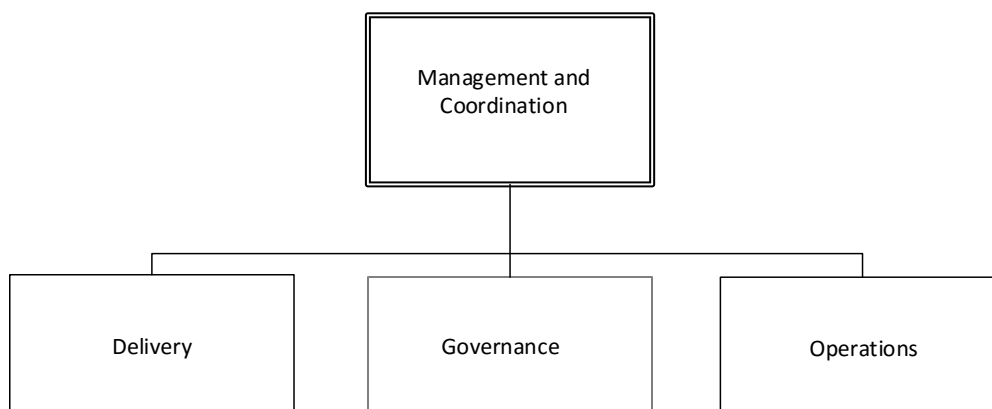 Management and
Coordination
Delivery
Governance
Operations